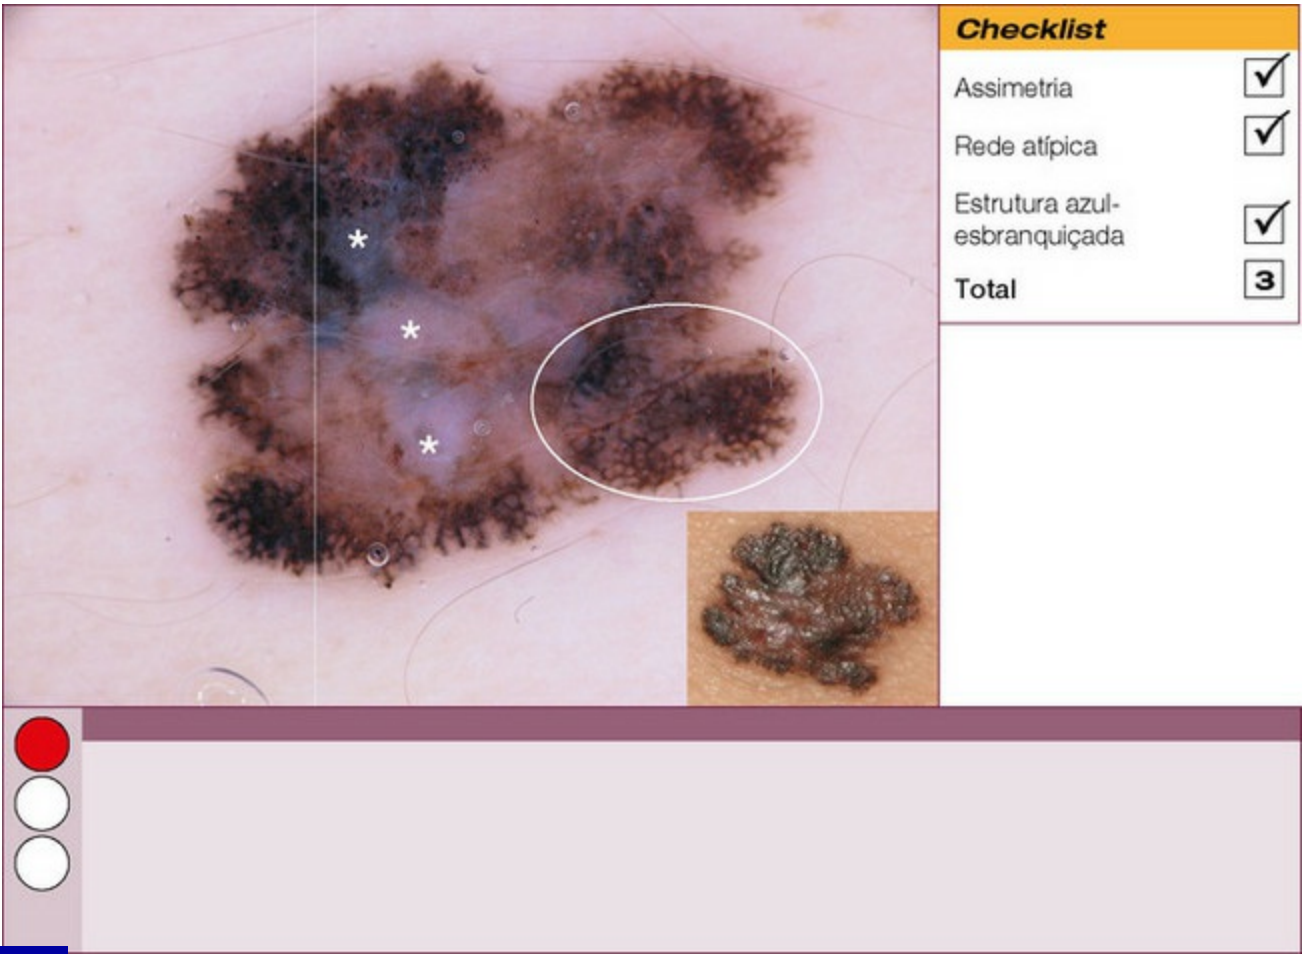 Checklist
Assimetria
Rede atípica
Estrutura azul-
esbranquiçada
Total 3
*
*
*